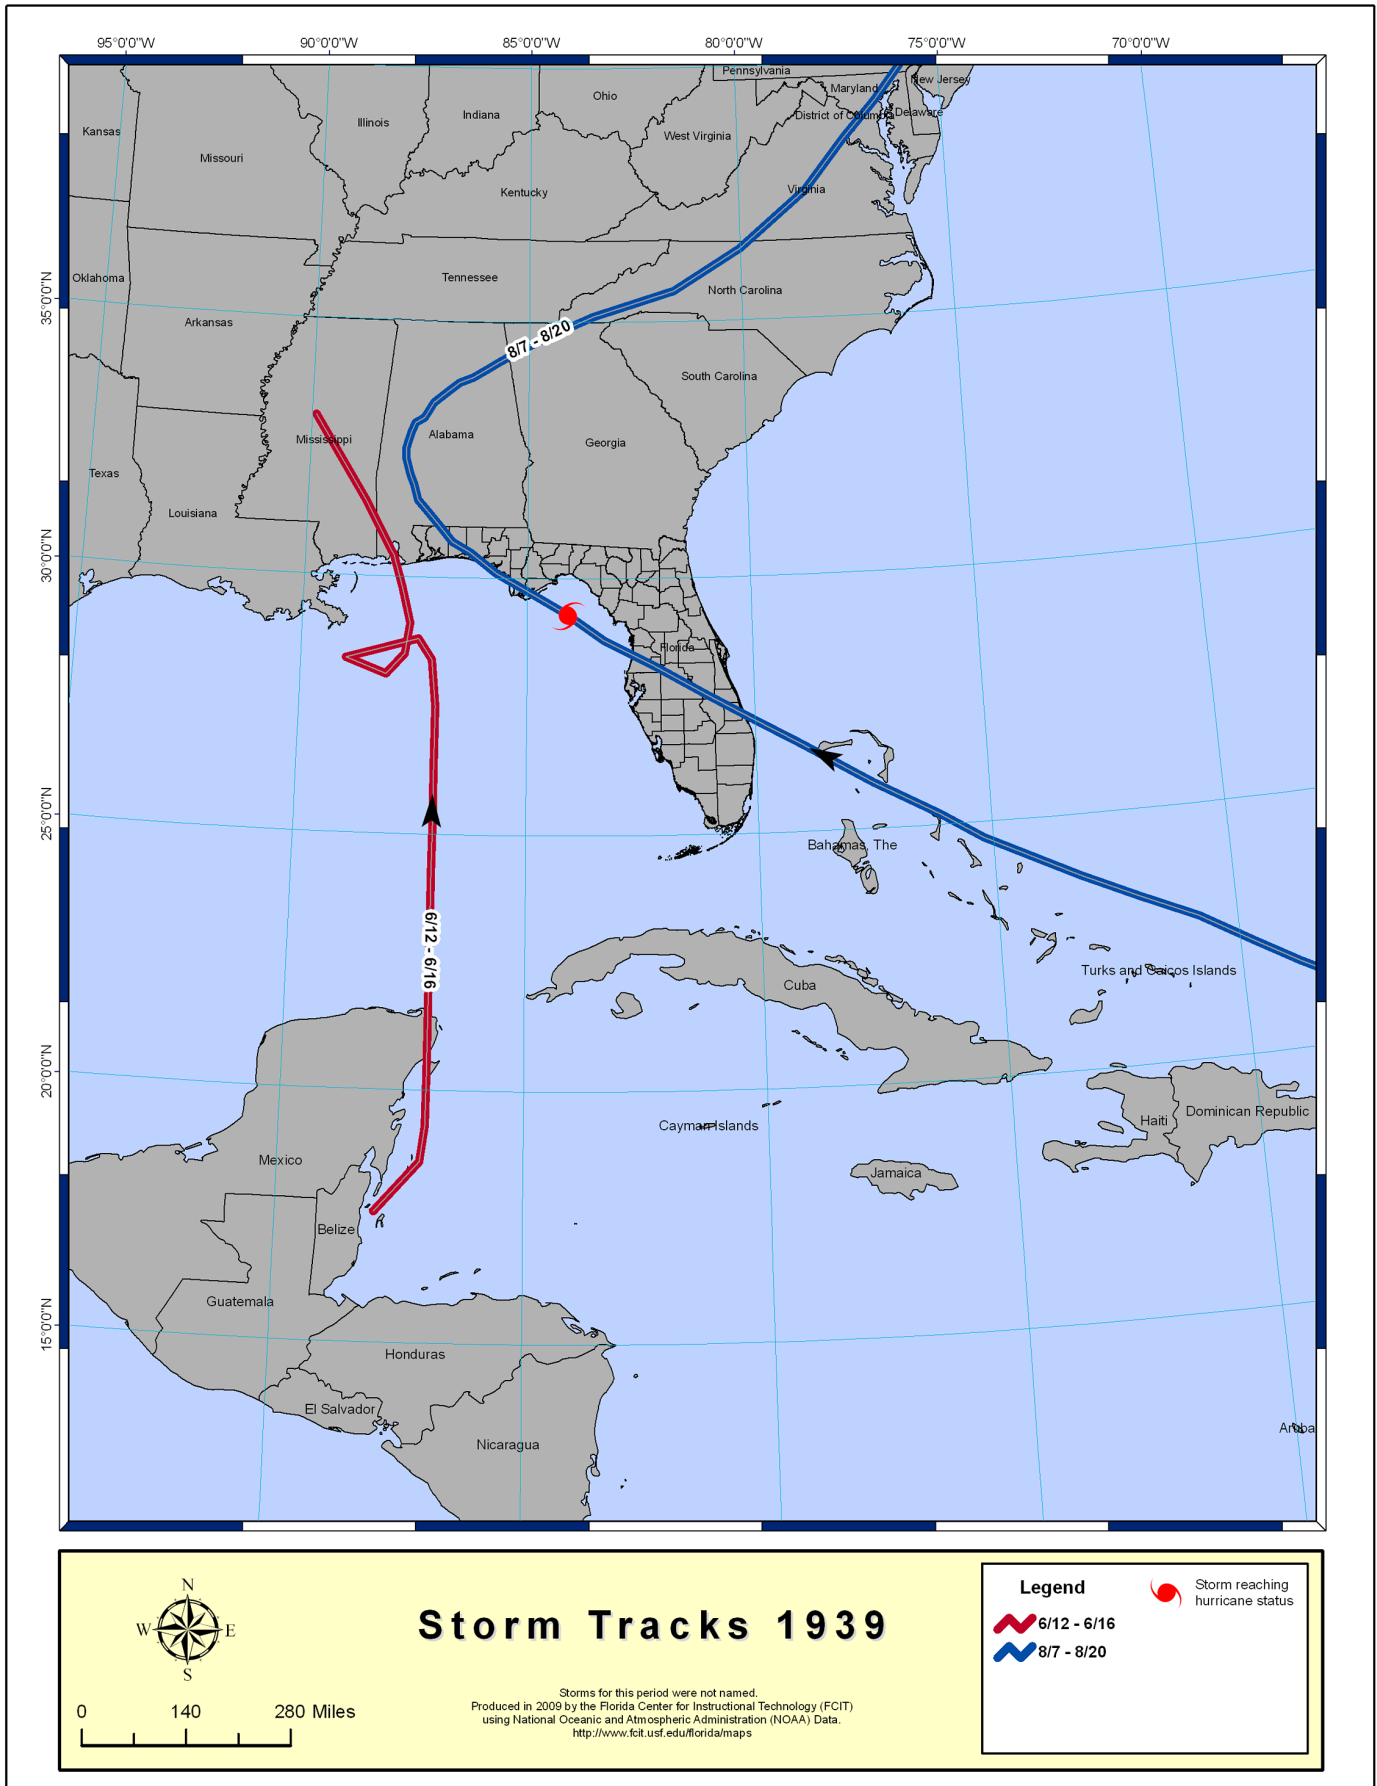 95°0'0"W 90°0'0"W 85°0'0"W 80°0'0"W 75°0'0"W 70°0'0"W
Pennsylvania
New Jersey
Ohio
Maryland
Indiana
Illinois
District of Columbia
Delaware
Kansas
West Virginia
Missouri
Kentucky
Virginia
Oklahoma
Tennessee
North Carolina
35°0'0"N
Arkansas
8/7 - 8/20
South Carolina
Mississippi
Alabama
Georgia
Texas
Louisiana
30°0'0"N
Florida
25°0'0"N
Bahamas, The
6/12 - 6/16
Turks and Caicos Islands
Cuba
20°0'0"N
Cayman Islands
Haiti
Dominican Republic
Mexico
Jamaica
Belize
Guatemala
15°0'0"N
Honduras
El Salvador
Aruba
Nicaragua
N
W E
S
0 140 280 Miles
Storm Tracks 1939
Storms for this period were not named.
Produced in 2009 by the Florida Center for Instructional Technology (FCIT)
using National Oceanic and Atmospheric Administration (NOAA) Data.
http://www.fcit.usf.edu/florida/maps
Legend
6/12 - 6/16
8/7 - 8/20
Storm reaching
hurricane status